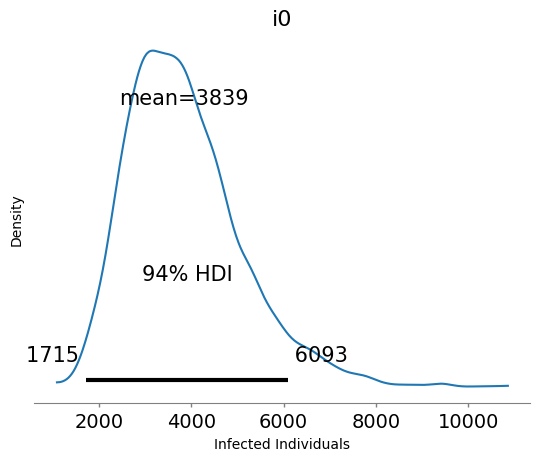 i0
mean=3839
Density
94% HDI
1715
6093
2000 4000 6000 8000 10000
Infected Individuals